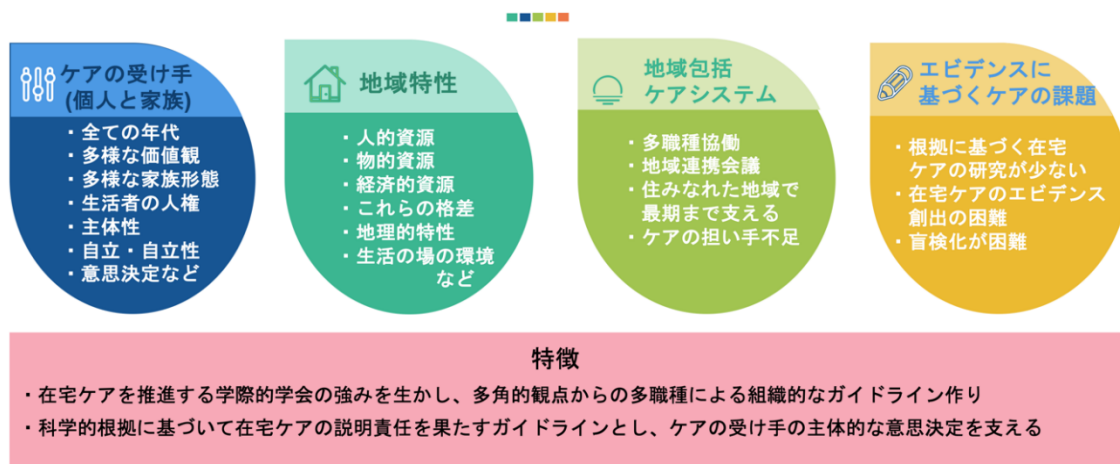 ケアの受け手
(個人と家族)
・全ての年代
・多様な価値観
・多様な家族形態
・生活者の人権
・主体性
・自立・自立性
・意思決定など
地域特性
・人的資源
・物的資源
・経済的資源
・これらの格差
・地理的特性
・生活の場の環境
など
地域包括
ケアシステム
・多職種協働
・地域連携会議
・住みなれた地域で
最期まで支える
・ケアの担い手不足
エビデンスに
基づくケアの課題
・根拠に基づく在宅
ケアの研究が少ない
・在宅ケアのエビデンス
創出の困難
・盲検化が困難
特徴
・在宅ケアを推進する学際的学会の強みを生かし、多角的観点からの多職種による組織的なガイドライン作り
・科学的根拠に基づいて在宅ケアの説明責任を果たすガイドラインとし、ケアの受け手の主体的な意思決定を支える